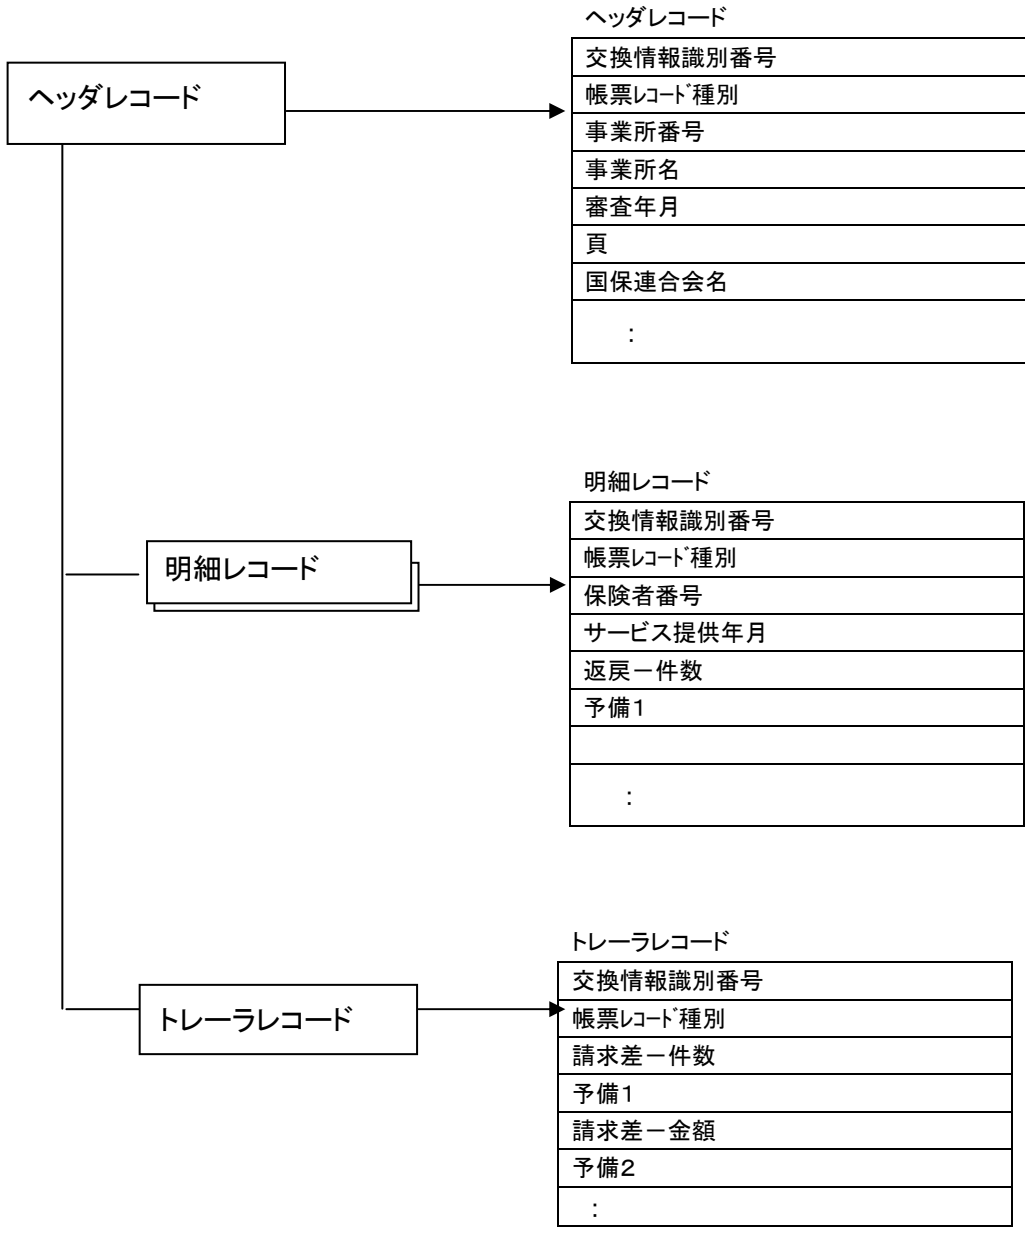 ヘッダレコード
ヘッダレコード
交換情報識別番号
帳票ﾚｺｰﾄﾞ種別
事業所番号
事業所名
審査年月
頁
国保連合会名
：
明細レコード
明細レコード
交換情報識別番号
帳票ﾚｺｰﾄﾞ種別
保険者番号
サービス提供年月
返戻－件数
予備１
：
トレーラレコード
トレーラレコード
交換情報識別番号
帳票ﾚｺｰﾄﾞ種別
請求差－件数
予備１
請求差－金額
予備２
：